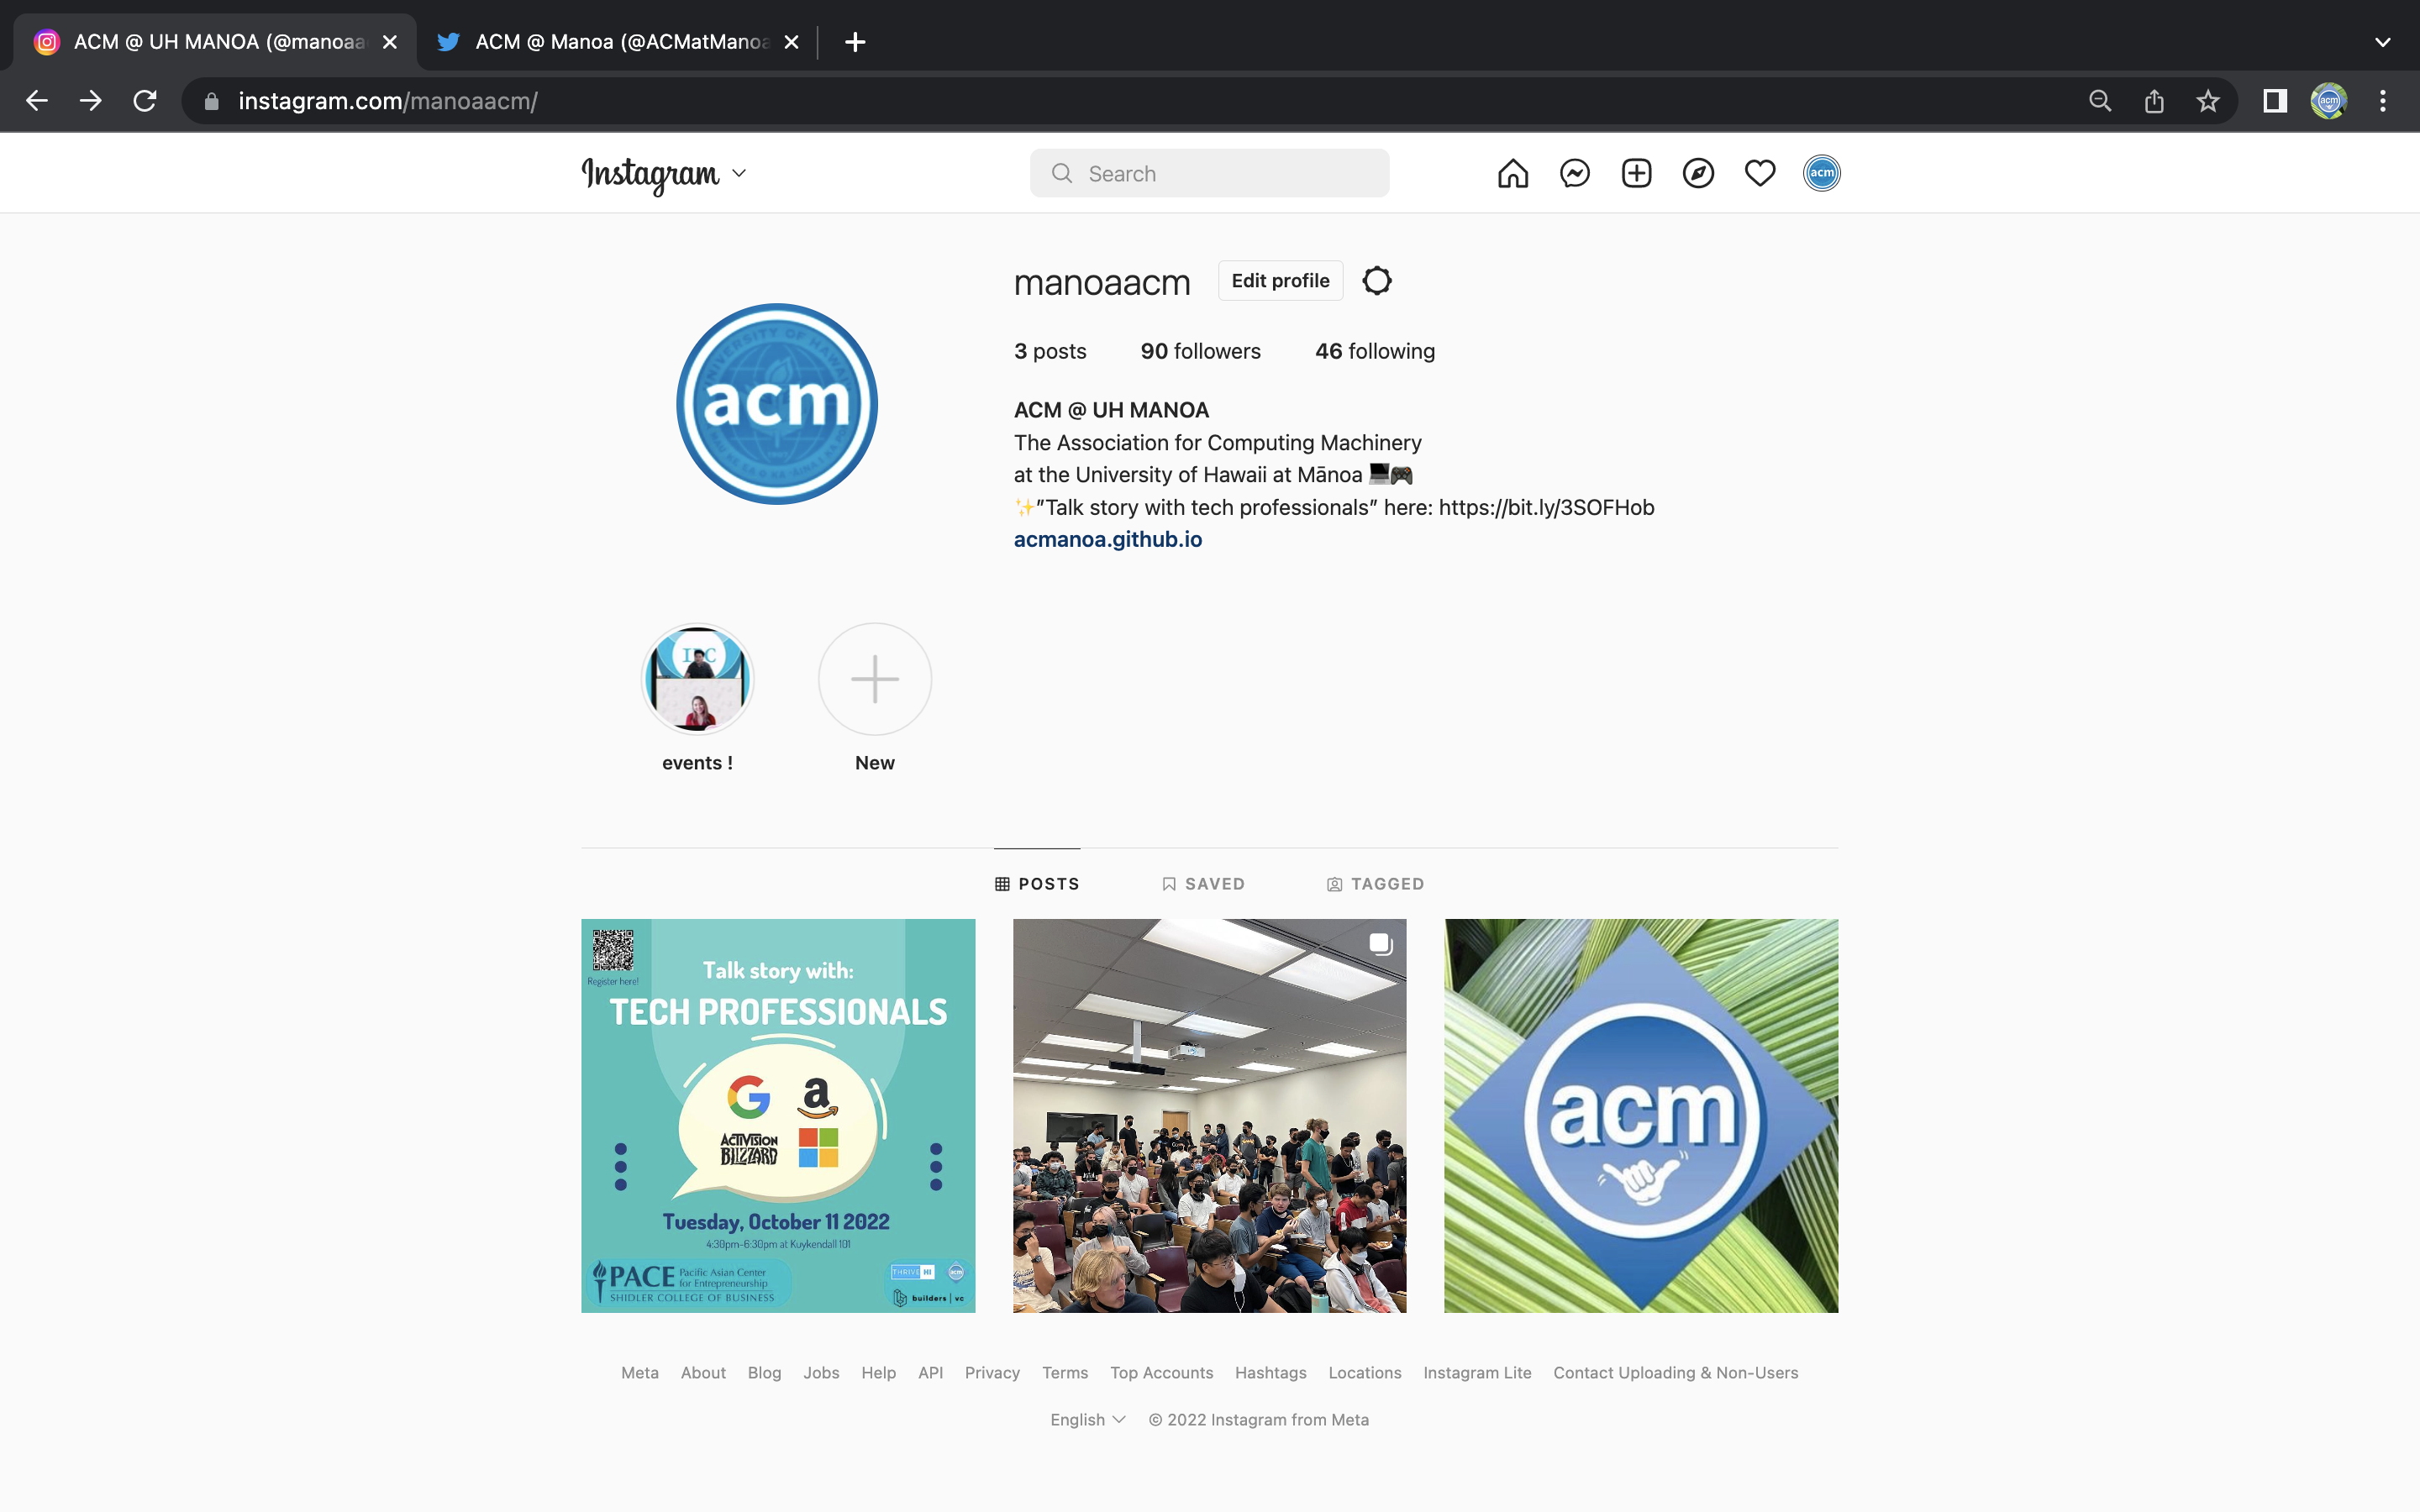 ACM @ UH MANOA (@manoaa
ACM @ Manoa (@ACMatManoa
instagram.com/manoaacm/
acm
Instagram
Search
acm
manoaacm
Edit profile
3 posts 90 followers 46 following
acm
ACM @ UH MANOA
The Association for Computing Machinery
at the University of Hawaii at Mānoa 💻🎮
✨"Talk story with tech professionals" here: https://bit.ly/3SOFHob
acmanoa.github.io
events !
New
POSTS
SAVED
TAGGED
Register here!
Talk story with:
TECH PROFESSIONALS
ACTIVISION
BLIZZARD
Tuesday, October 11 2022
4:30pm-6:30pm at Kuykendall 101
PACE
Pacific Asian Center
for Entrepreneurship
SHIDLER COLLEGE OF BUSINESS
THRIVE HI
acm
builders | vc
acm
Meta About Blog Jobs Help API Privacy Terms Top Accounts Hashtags Locations Instagram Lite Contact Uploading & Non-Users
English © 2022 Instagram from Meta